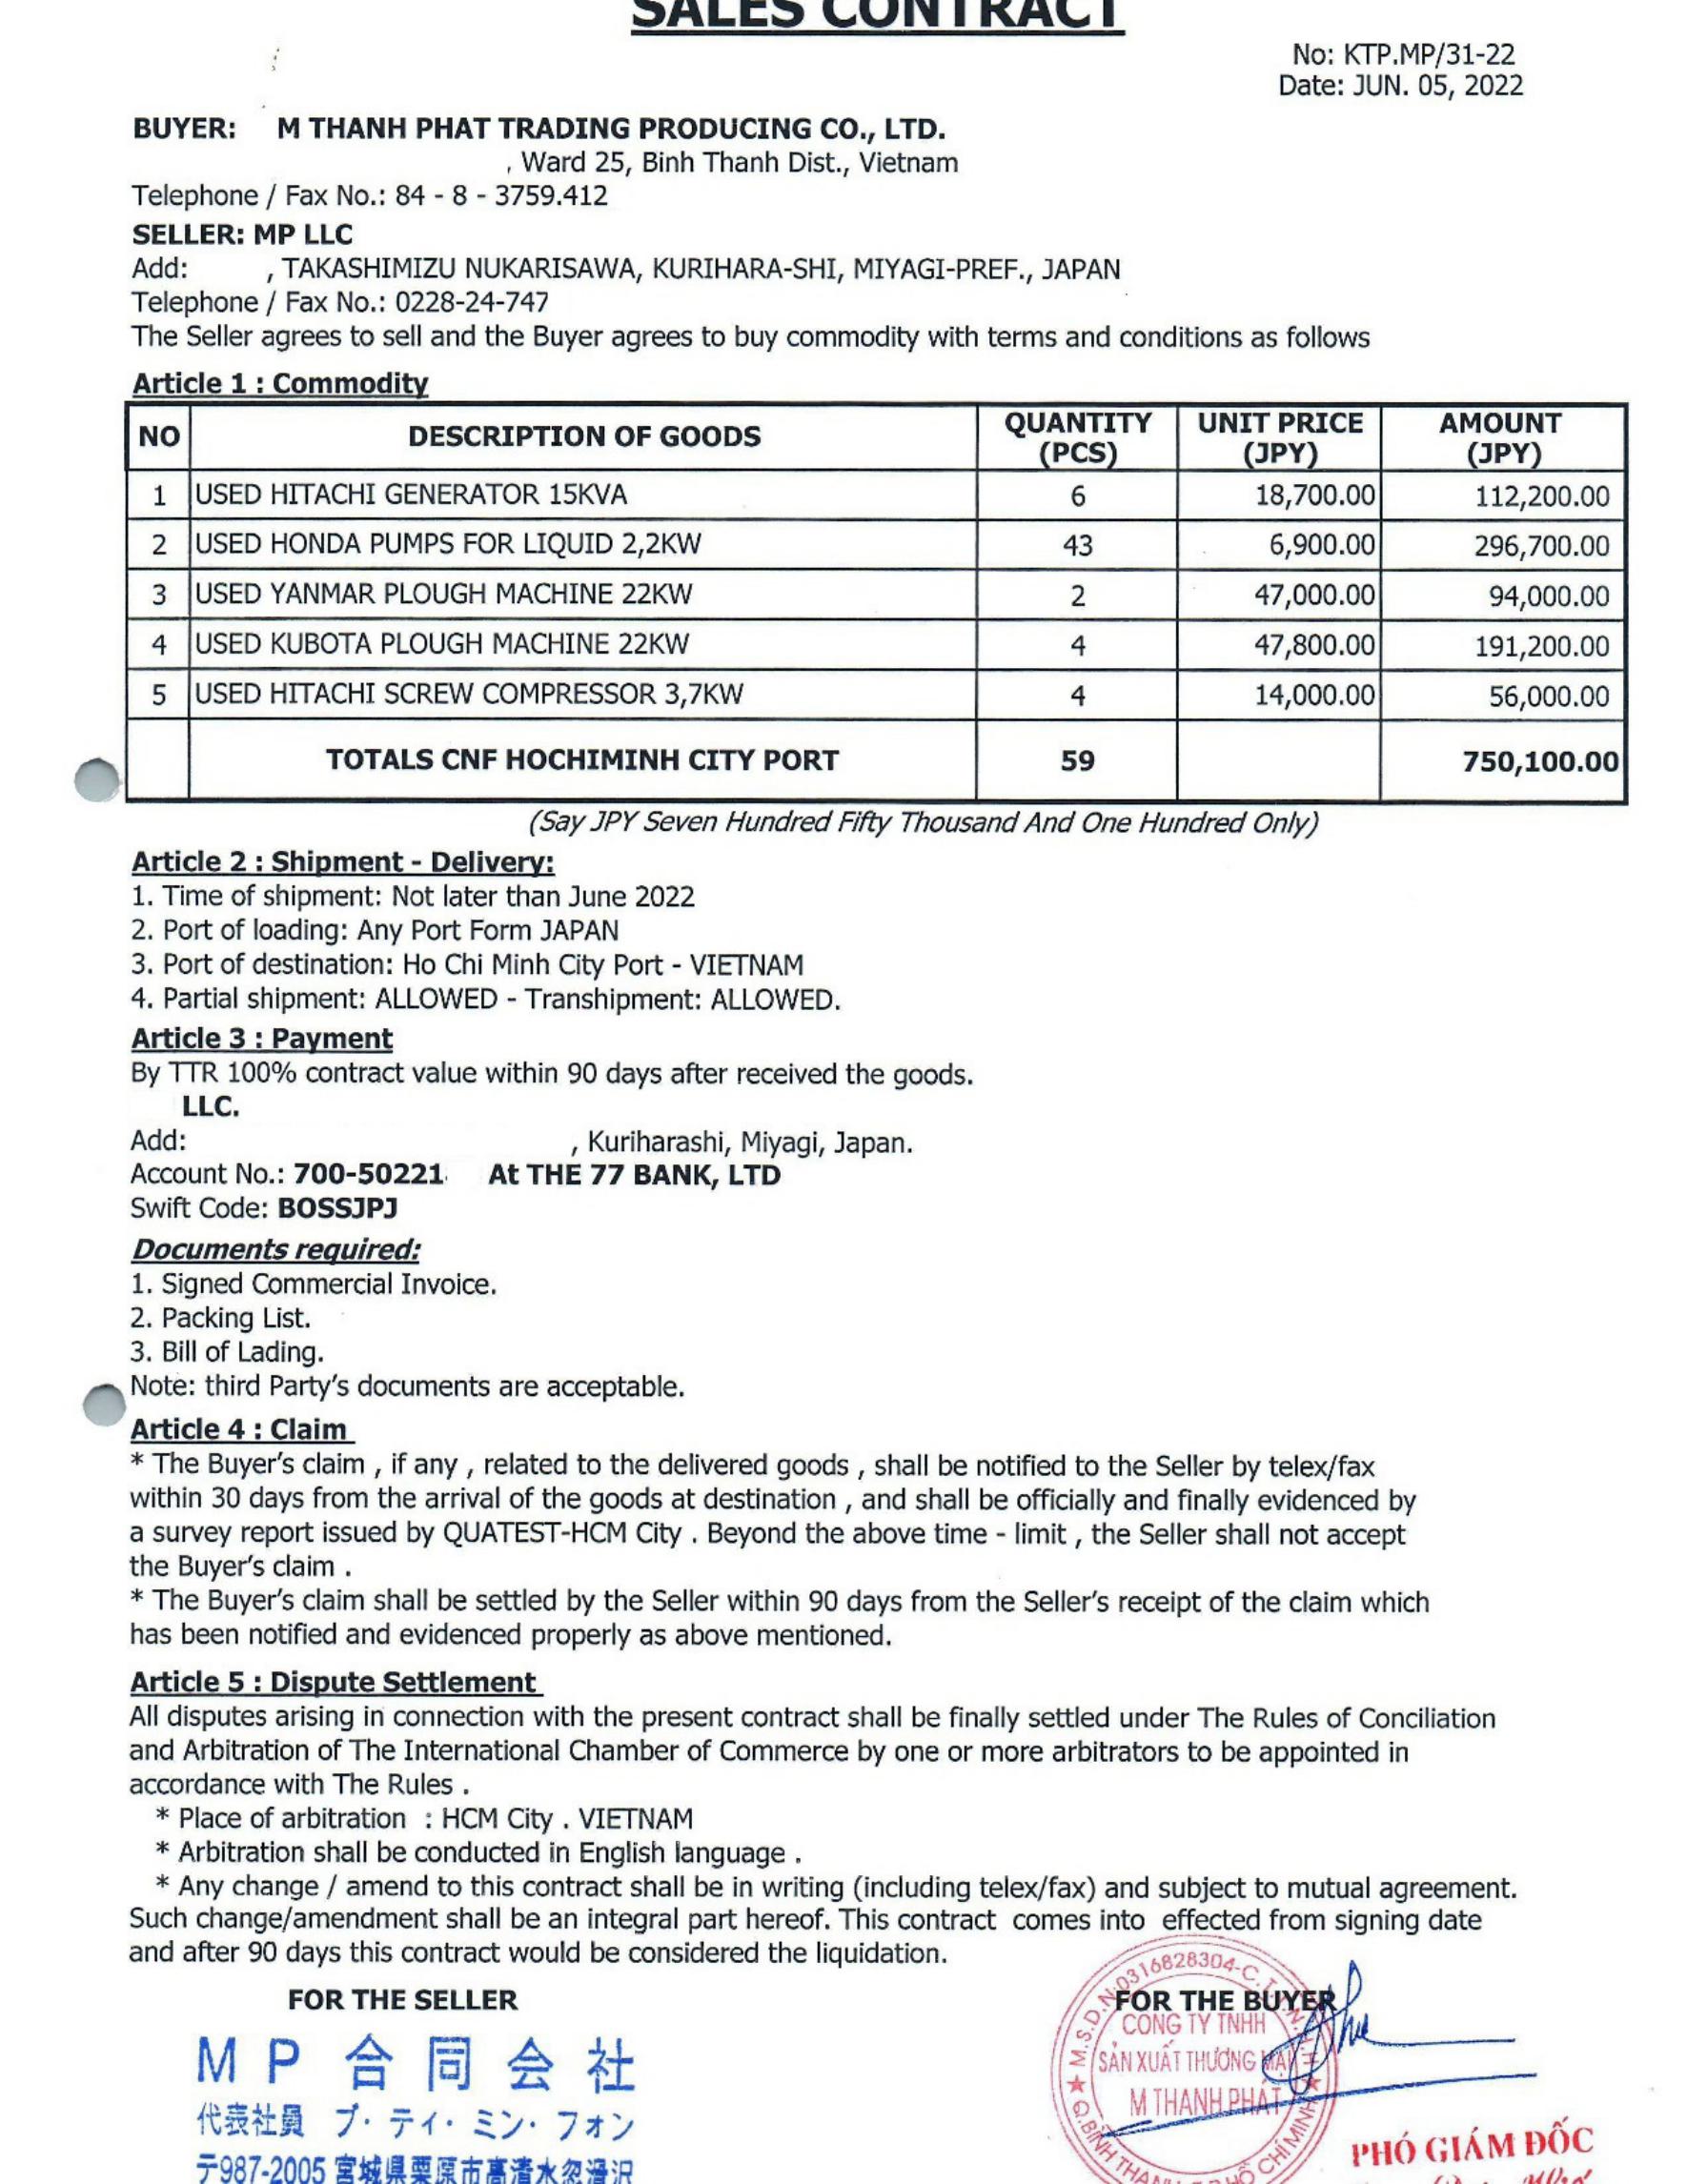 SALES CONTRACT
No: KTP.MP/31-22
Date: JUN. 05, 2022
BUYER: M THANH PHAT TRADING PRODUCING CO., LTD.
, Ward 25, Binh Thanh Dist., Vietnam
Telephone / Fax No.: 84 - 8 - 3759.412
SELLER: MP LLC
Add: , TAKASHIMIZU NUKARISAWA, KURIHARA-SHI, MIYAGI-PREF., JAPAN
Telephone / Fax No.: 0228-24-747
The Seller agrees to sell and the Buyer agrees to buy commodity with terms and conditions as follows
Article 1 : Commodity
NO DESCRIPTION OF GOODS QUANTITY (PCS) UNIT PRICE (JPY) AMOUNT (JPY)
1 USED HITACHI GENERATOR 15KVA 6 18,700.00 112,200.00
2 USED HONDA PUMPS FOR LIQUID 2,2KW 43 6,900.00 296,700.00
3 USED YANMAR PLOUGH MACHINE 22KW 2 47,000.00 94,000.00
4 USED KUBOTA PLOUGH MACHINE 22KW 4 47,800.00 191,200.00
5 USED HITACHI SCREW COMPRESSOR 3,7KW 4 14,000.00 56,000.00
TOTALS CNF HOCHIMINH CITY PORT 59 750,100.00
(Say JPY Seven Hundred Fifty Thousand And One Hundred Only)
Article 2 : Shipment - Delivery:
1. Time of shipment: Not later than June 2022
2. Port of loading: Any Port Form JAPAN
3. Port of destination: Ho Chi Minh City Port - VIETNAM
4. Partial shipment: ALLOWED - Transhipment: ALLOWED.
Article 3 : Payment
By TTR 100% contract value within 90 days after received the goods.
LLC.
Add: , Kuriharashi, Miyagi, Japan.
Account No.: 700-50221 At THE 77 BANK, LTD
Swift Code: BOSSJPJ
Documents required:
1. Signed Commercial Invoice.
2. Packing List.
3. Bill of Lading.
Note: third Party's documents are acceptable.
Article 4 : Claim
* The Buyer's claim , if any , related to the delivered goods , shall be notified to the Seller by telex/fax
within 30 days from the arrival of the goods at destination , and shall be officially and finally evidenced by
a survey report issued by QUATEST-HCM City . Beyond the above time - limit , the Seller shall not accept
the Buyer's claim .
* The Buyer's claim shall be settled by the Seller within 90 days from the Seller's receipt of the claim which
has been notified and evidenced properly as above mentioned.
Article 5 : Dispute Settlement
All disputes arising in connection with the present contract shall be finally settled under The Rules of Conciliation
and Arbitration of The International Chamber of Commerce by one or more arbitrators to be appointed in
accordance with The Rules .
* Place of arbitration : HCM City . VIETNAM
* Arbitration shall be conducted in English language .
* Any change / amend to this contract shall be in writing (including telex/fax) and subject to mutual agreement.
Such change/amendment shall be an integral part hereof. This contract comes into effected from signing date
and after 90 days this contract would be considered the liquidation.
FOR THE SELLER
MP合同会社
代表社員 ブ・ティ・ミン・フォン
〒987-2005 宮城県栗原市高清水忽滑沢
FOR THE BUYER
M.S.D.N:0316828304-C.T.T.N.H.H
CÔNG TY TNHH
SẢN XUẤT THƯƠNG MẠI
M THANH PHÁT
Q.BÌNH THẠNH-T.P HỒ CHÍ MINH
PHÓ GIÁM ĐỐC